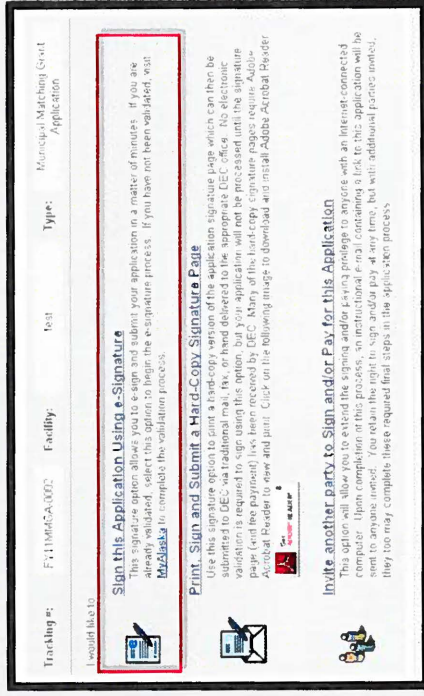 Tracking #: FY11MMGA0002 Facility: Test Type: Municipal Matching Grant
Application
I would like to
Sign this Application Using e-Signature
This signature option allows you to e-sign and submit your application in a matter of minutes. If you are
already validated, select this option to begin the e-signature process. If you have not been validated, visit
MyAlaska to complete the validation process.
Print, Sign and Submit a Hard-Copy Signature Page
Use this signature option to print a hard-copy version of the application signature page which can then be
submitted to DEC via traditional mail, fax, or hand delivered to the appropriate DEC office. No electronic
validation is required to sign using this option, but your application will not be processed until the signature
page (and fee payment) has been received by DEC. Many of the hard-copy signature pages require Adobe
Acrobat Reader to view and print. Click on the following image to download and install Adobe Acrobat Reader
Invite another party to Sign and/or Pay for this Application
This option will allow you to extend the signing and/or paying privilege to anyone with an Internet-connected
computer. Upon completion of this process, an instructional e-mail containing a link to this application will be
sent to anyone invited. You retain the right to sign and/or pay at any time, but with additional parties invited,
they too may complete these required final steps in the application process